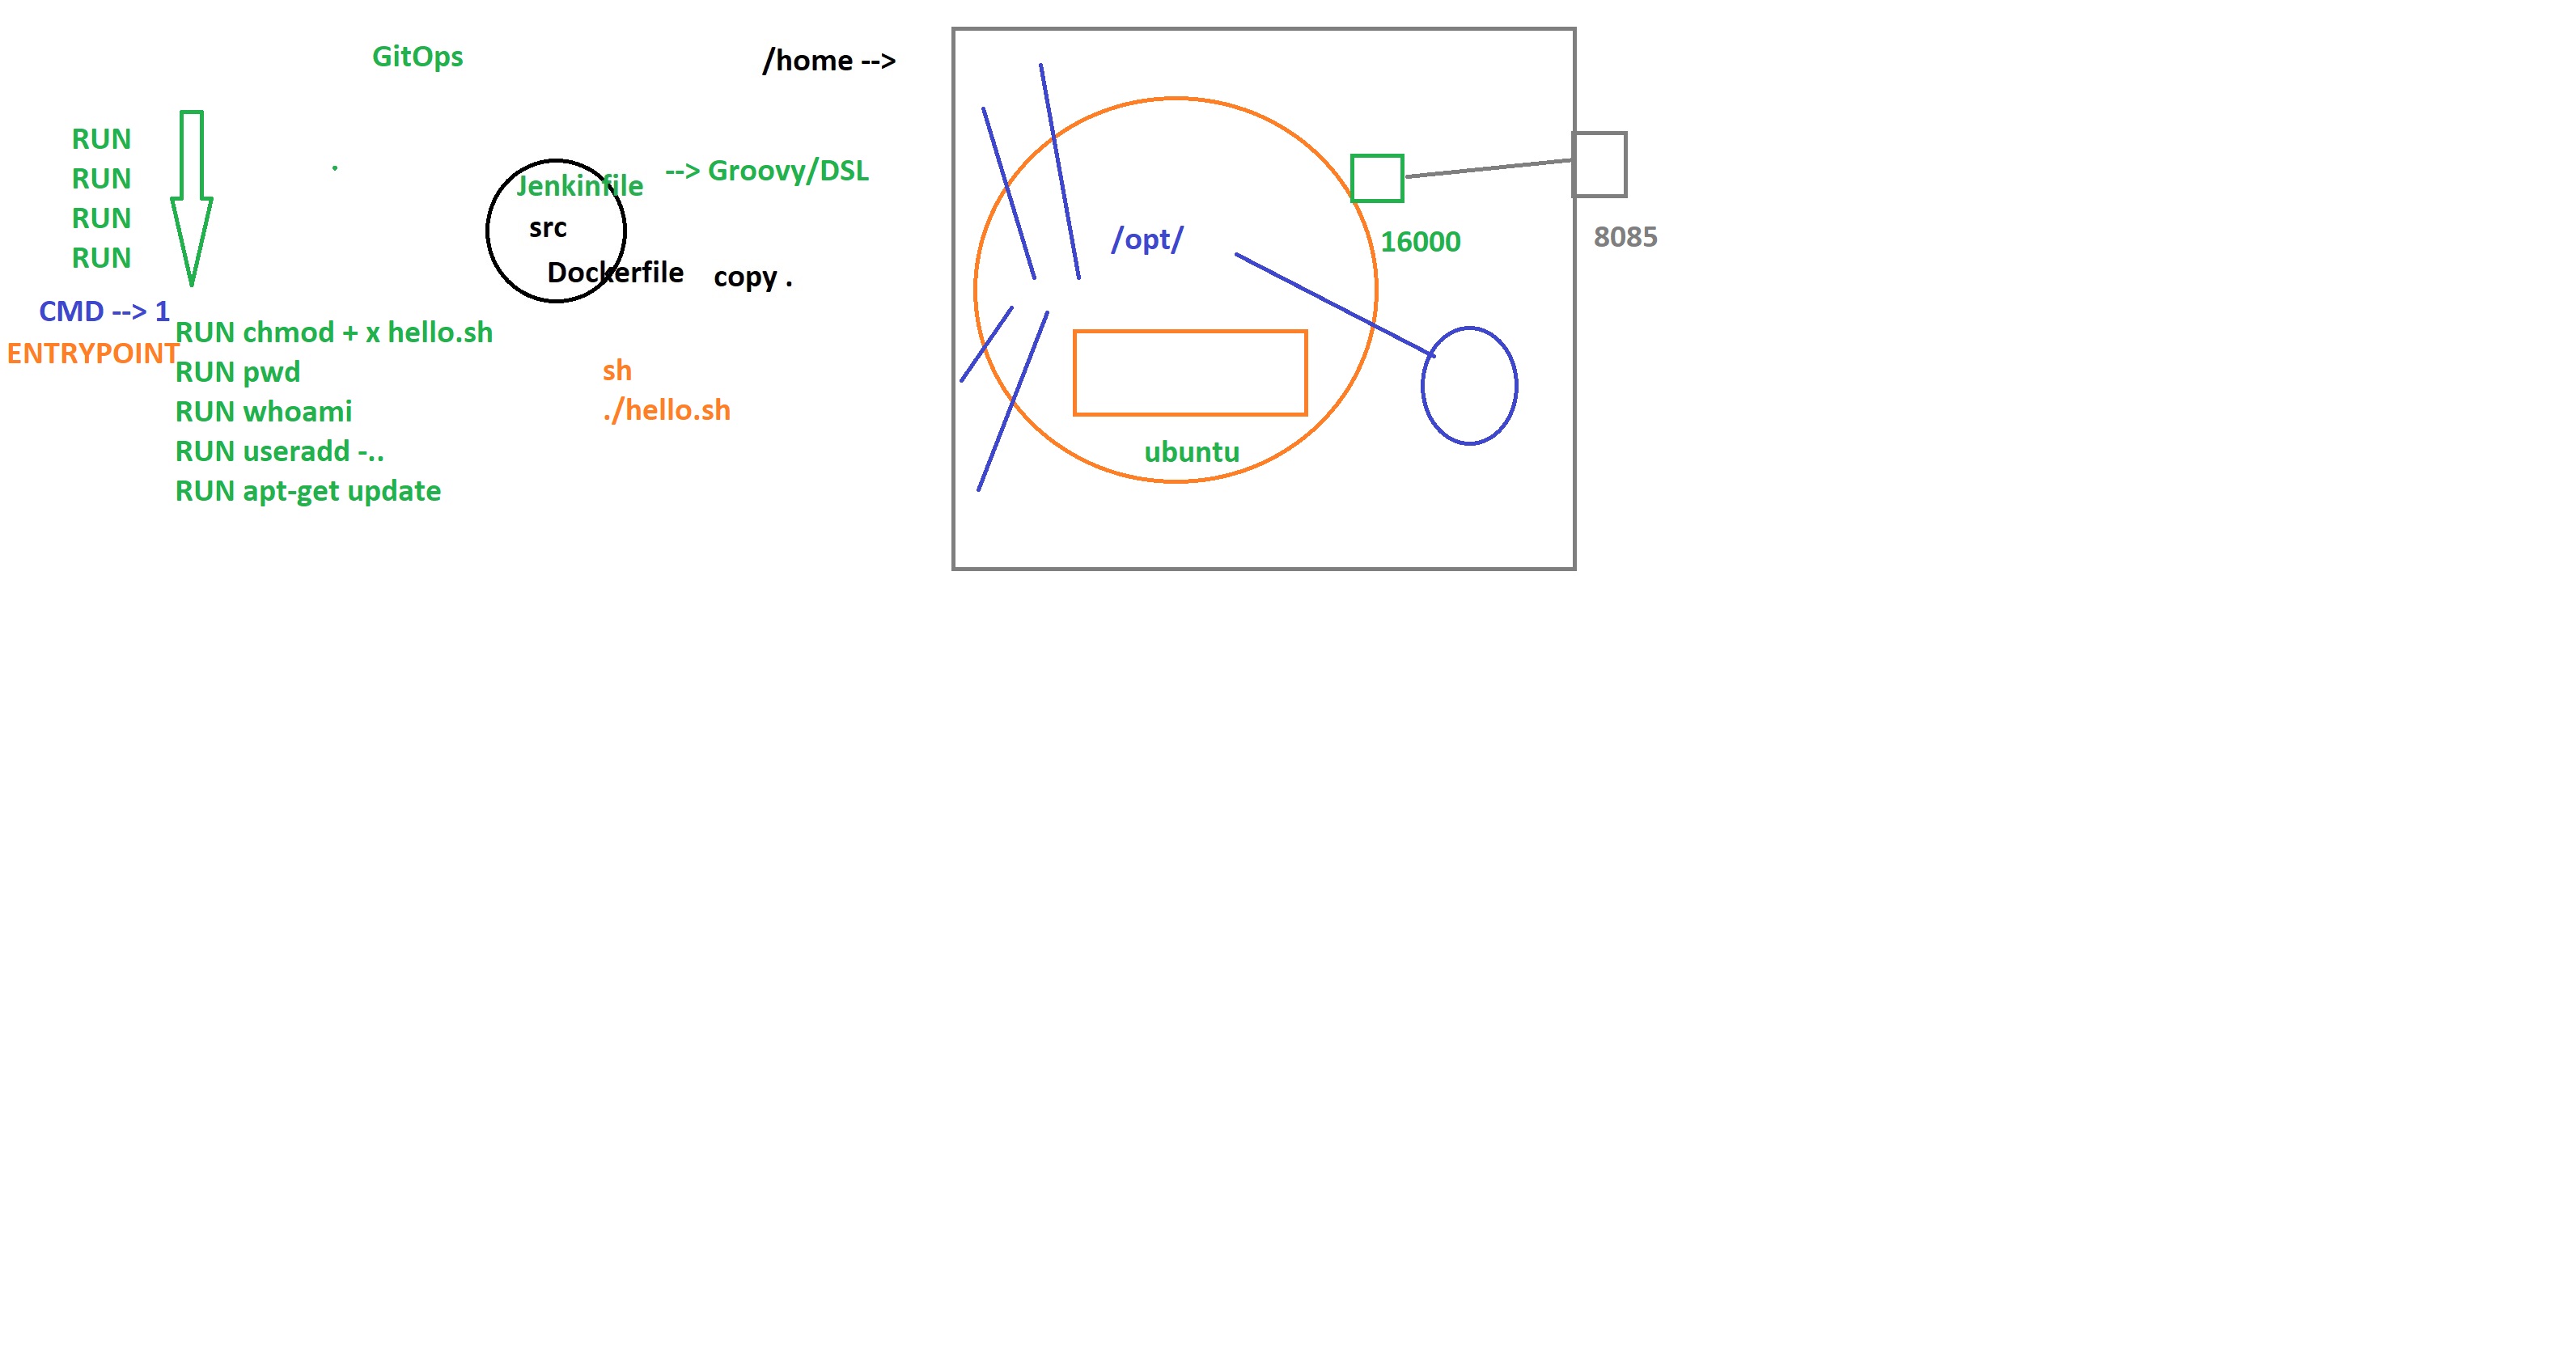 GitOps
/home -->
RUN
RUN
RUN
RUN
CMD --> 1
ENTRYPOINT
RUN chmod + x hello.sh
RUN pwd
RUN whoami
RUN useradd -..
RUN apt-get update
Jenkinfile
--> Groovy/DSL
src
Dockerfile
copy .
sh
./hello.sh
/opt/
ubuntu
16000
8085